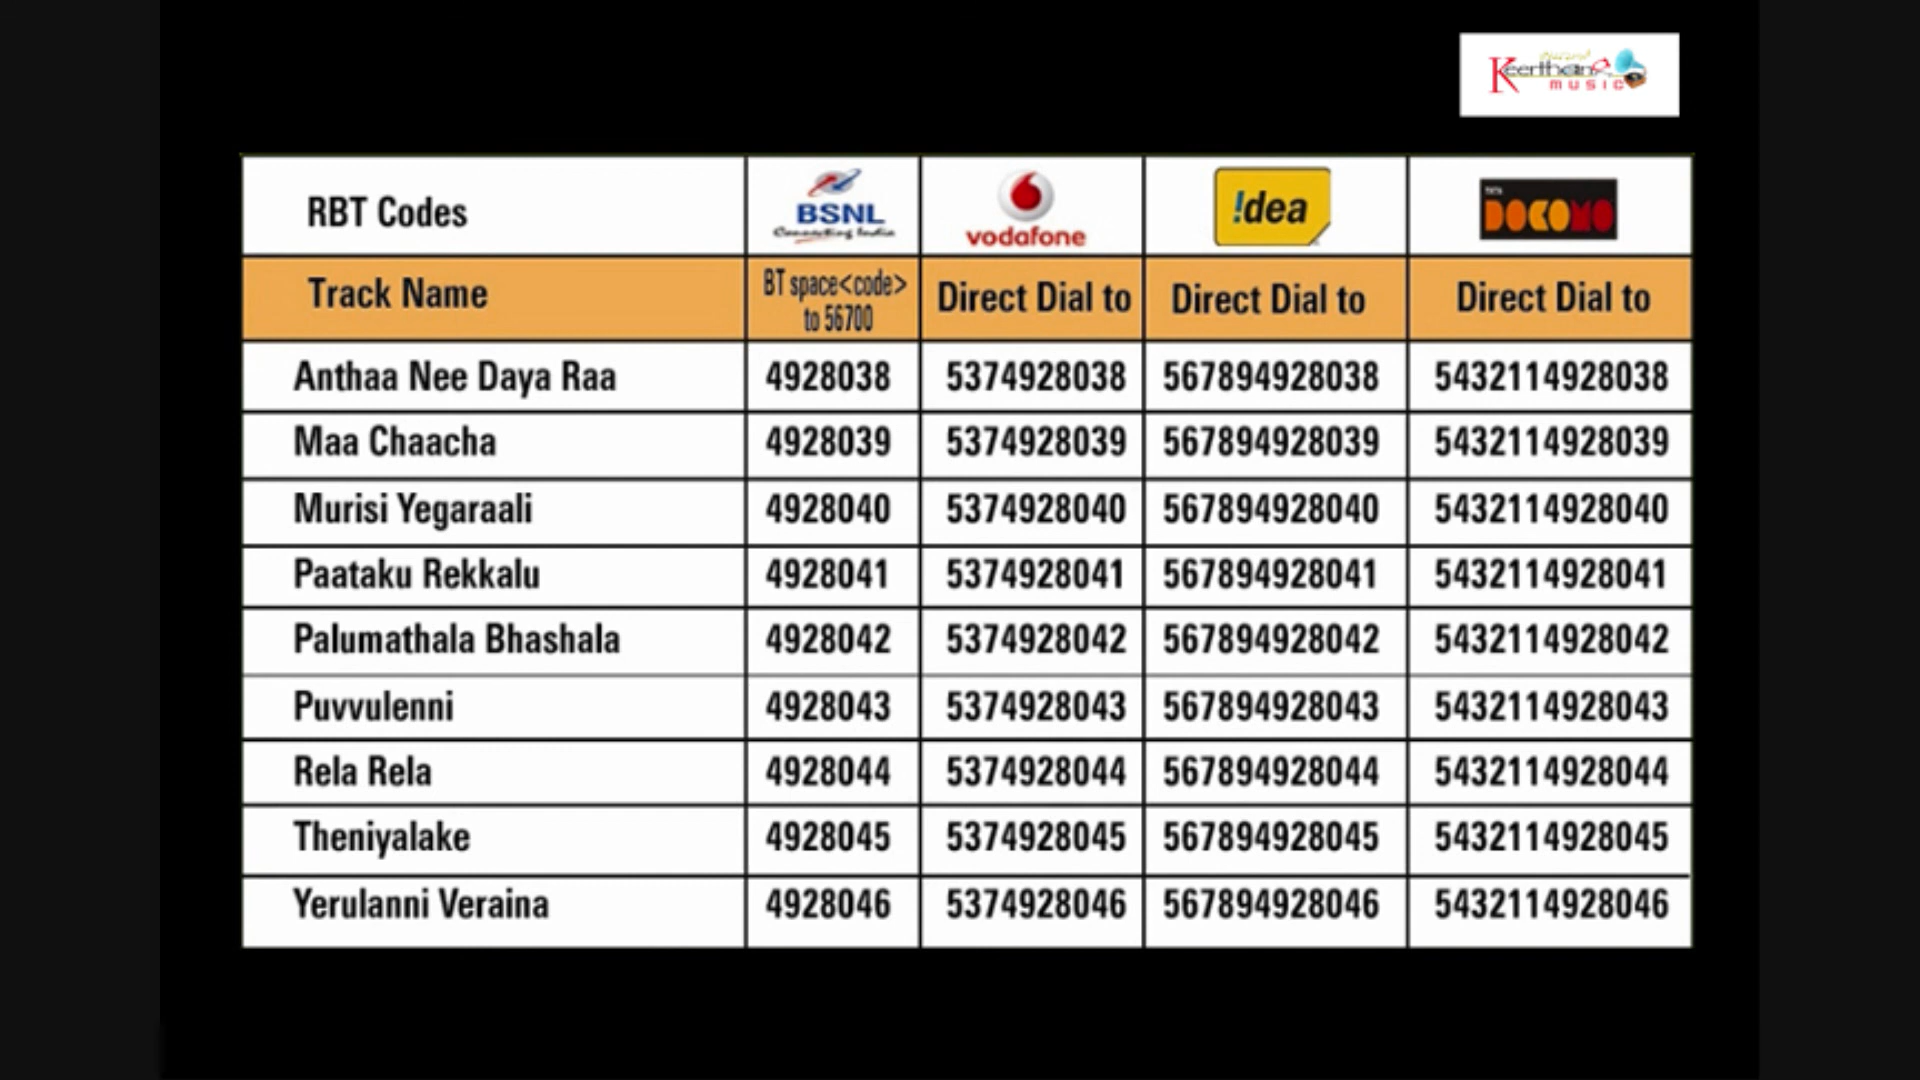 Keerthana
music
RBT Codes BSNL Connecting India vodafone !dea TATA DOCOMO
Track Name BT space<code> to 56700 Direct Dial to Direct Dial to Direct Dial to
Anthaa Nee Daya Raa 4928038 5374928038 567894928038 5432114928038
Maa Chaacha 4928039 5374928039 567894928039 5432114928039
Murisi Yegaraali 4928040 5374928040 567894928040 5432114928040
Paataku Rekkalu 4928041 5374928041 567894928041 5432114928041
Palumathala Bhashala 4928042 5374928042 567894928042 5432114928042
Puvvulenni 4928043 5374928043 567894928043 5432114928043
Rela Rela 4928044 5374928044 567894928044 5432114928044
Theniyalake 4928045 5374928045 567894928045 5432114928045
Yerulanni Veraina 4928046 5374928046 567894928046 5432114928046